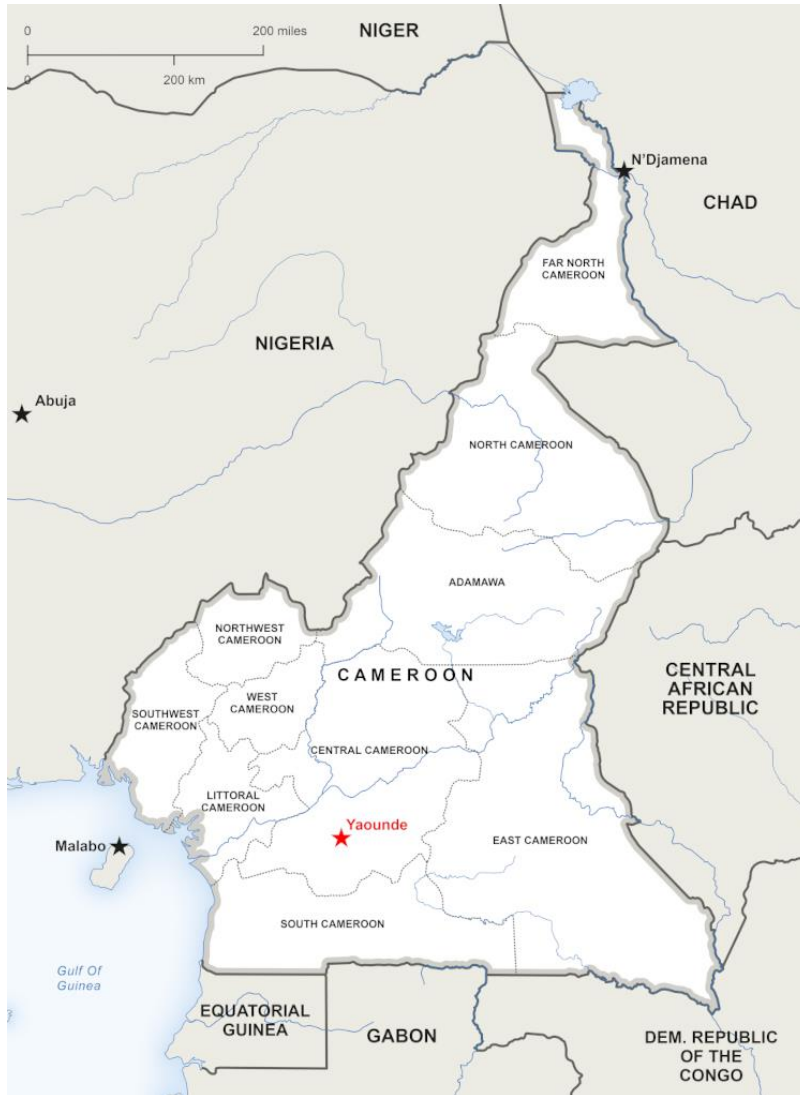 0
200 miles
0
200 km
NIGER
N'Djamena
CHAD
FAR NORTH
CAMEROON
NIGERIA
Abuja
NORTH CAMEROON
ADAMAWA
NORTHWEST
CAMEROON
CAMEROON
CENTRAL
AFRICAN
REPUBLIC
WEST
CAMEROON
SOUTHWEST
CAMEROON
CENTRAL CAMEROON
LITTORAL
CAMEROON
Yaounde
Malabo
EAST CAMEROON
SOUTH CAMEROON
Gulf Of
Guinea
EQUATORIAL
GUINEA
GABON
DEM. REPUBLIC
OF THE
CONGO